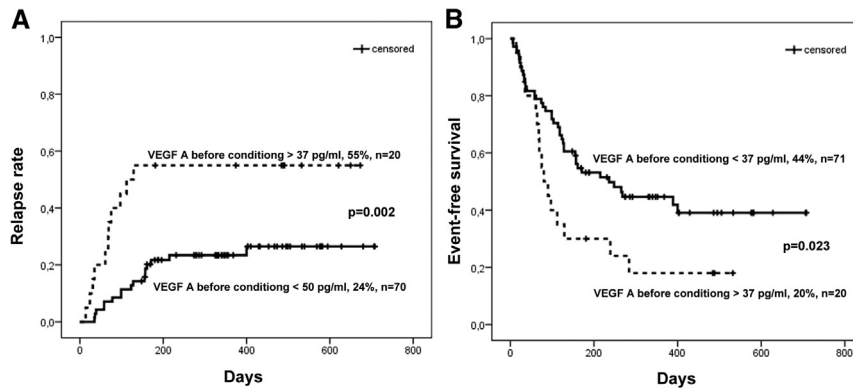 A
1,0
0,8
0,6
0,4
0,2
0,0
Relapse rate
censored
VEGF A before conditiong > 37 pg/ml, 55%, n=20
p=0.002
VEGF A before conditiong < 50 pg/ml, 24%, n=70
0 200 400 600 800
Days
B
1,0
0,8
0,6
0,4
0,2
0,0
Event-free survival
censored
VEGF A before conditiong < 37 pg/ml, 44%, n=71
p=0.023
VEGF A before conditiong > 37 pg/ml, 20%, n=20
0 200 400 600 800
Days